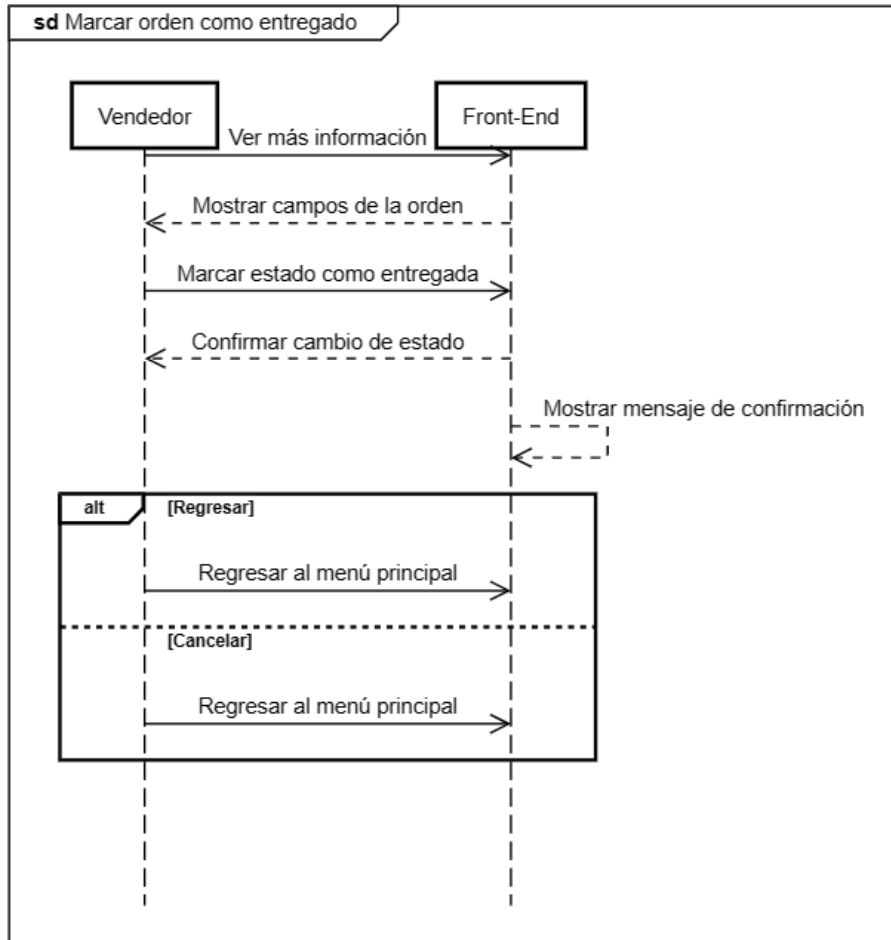 sd Marcar orden como entregado
Vendedor
Front-End
Ver más información
Mostrar campos de la orden
Marcar estado como entregada
Confirmar cambio de estado
Mostrar mensaje de confirmación
alt
[Regresar]
Regresar al menú principal
[Cancelar]
Regresar al menú principal